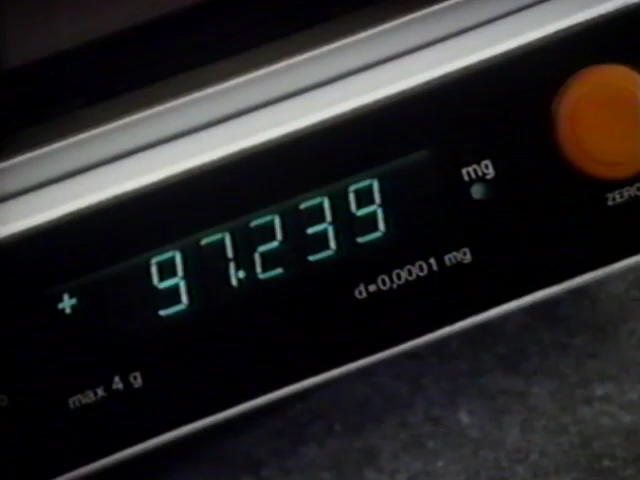 mg
ZERO
+ 97.239
d=0,0001 mg
max 4 g